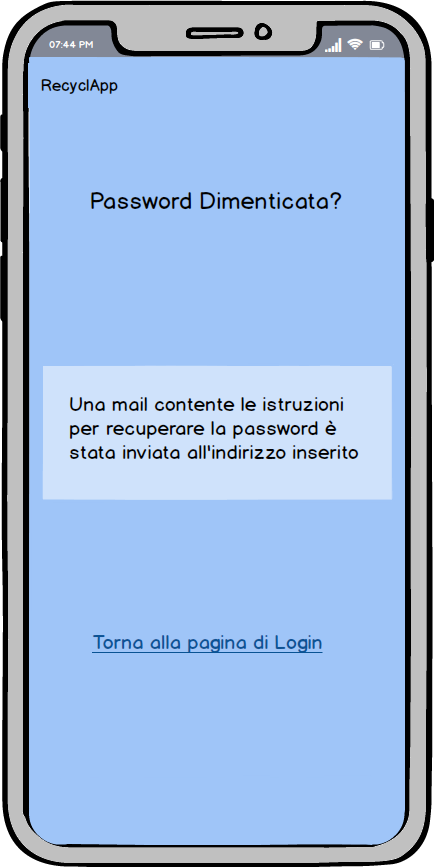 07:44 PM
RecyclApp
Password Dimenticata?
Una mail contente le istruzioni
per recuperare la password è
stata inviata all'indirizzo inserito
Torna alla pagina di Login